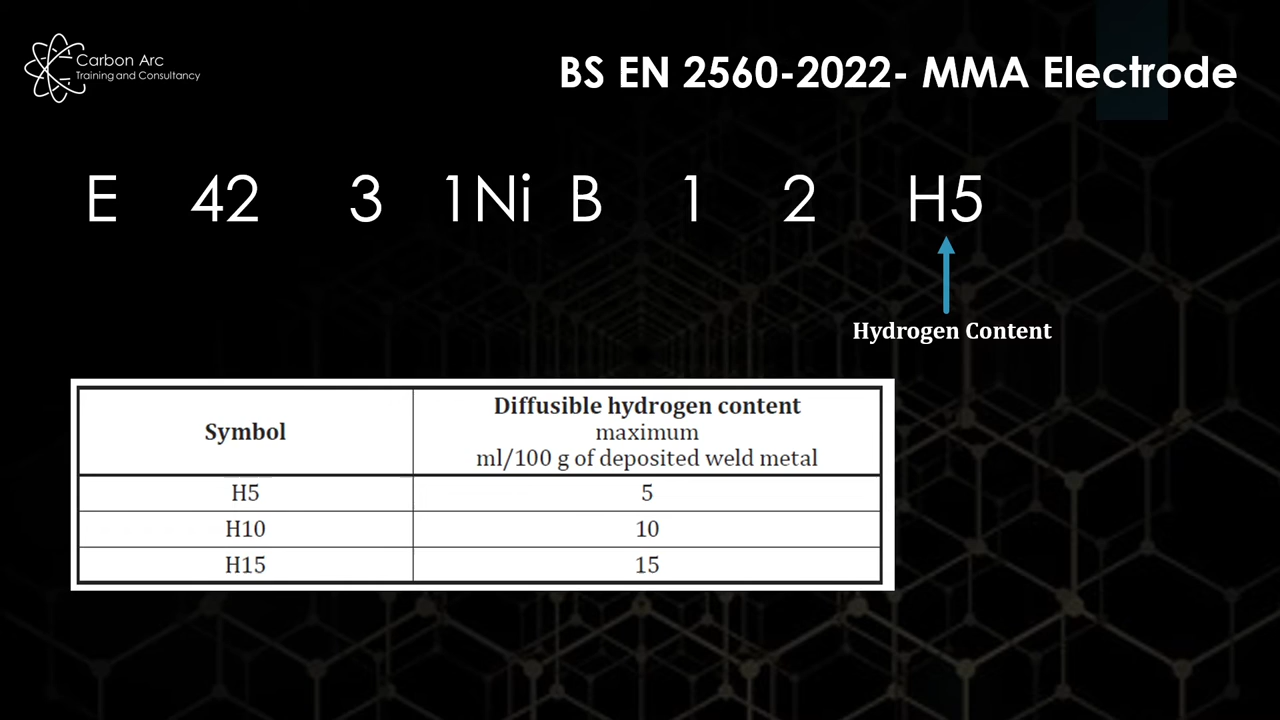 Carbon Arc
Training and Consultancy
BS EN 2560-2022- MMA Electrode
E 42 3 1Ni B 1 2 H5
Hydrogen Content
Symbol
Diffusible hydrogen content
maximum
ml/100 g of deposited weld metal
H5 5
H10 10
H15 15